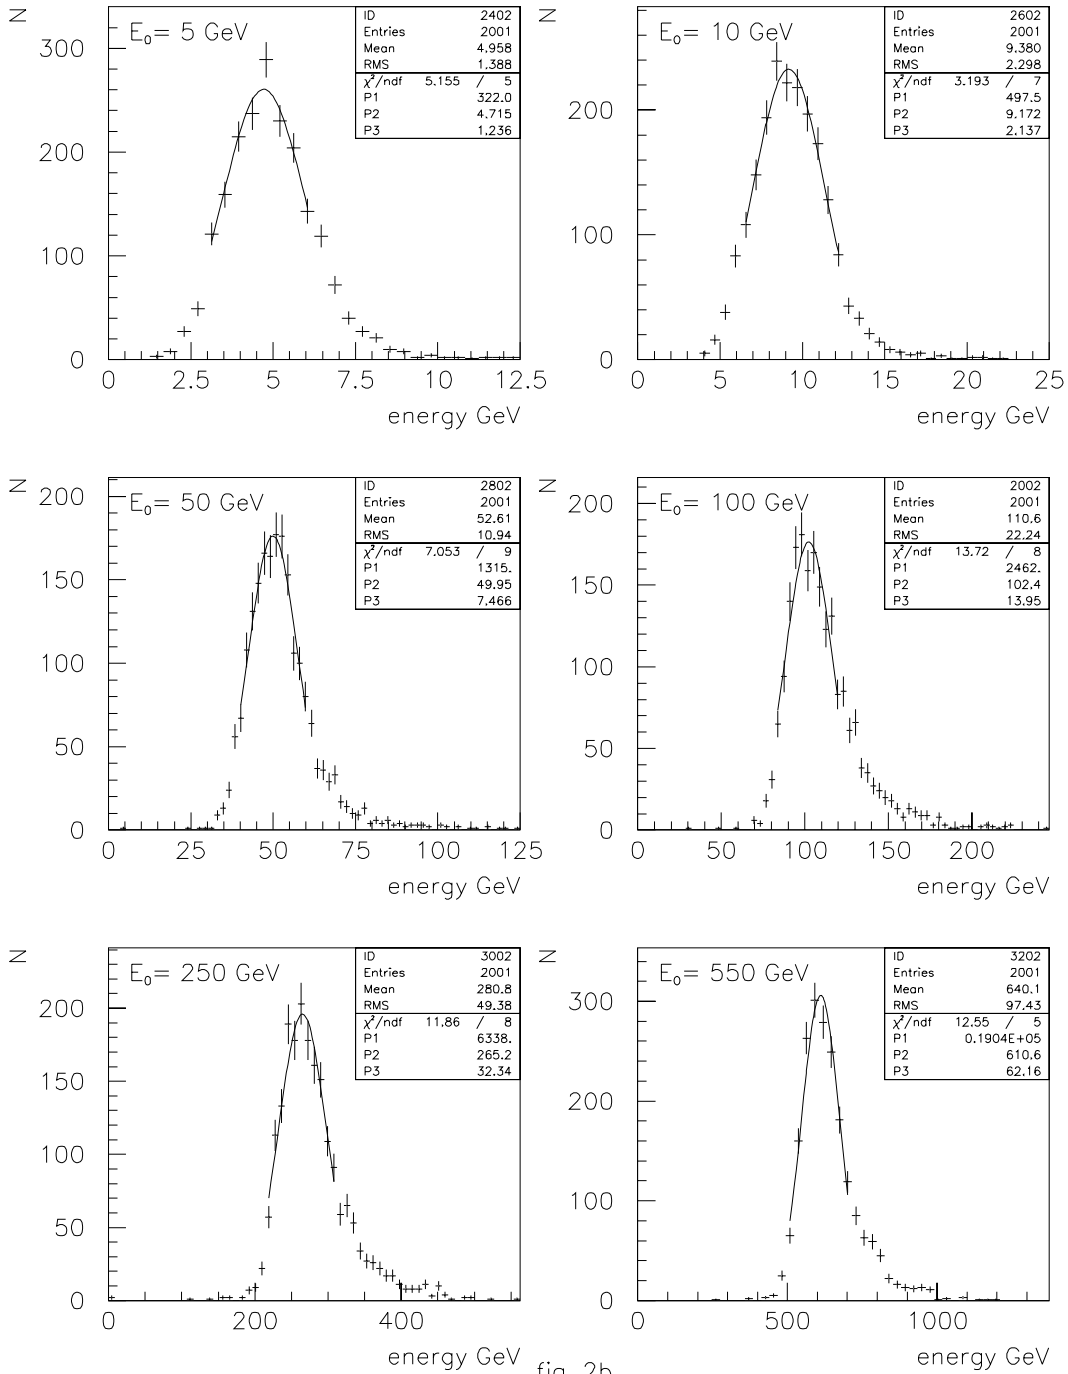 N
E₀= 5 GeV
ID 2402
Entries 2001
Mean 4.958
RMS 1.388
χ²/ndf 5.155 / 5
P1 322.0
P2 4.715
P3 1.236
300
200
100
0
0 2.5 5 7.5 10 12.5
energy GeV
N
E₀= 10 GeV
ID 2602
Entries 2001
Mean 9.380
RMS 2.298
χ²/ndf 3.193 / 7
P1 497.5
P2 9.172
P3 2.137
200
100
0
0 5 10 15 20 25
energy GeV
N
E₀= 50 GeV
ID 2802
Entries 2001
Mean 52.61
RMS 10.94
χ²/ndf 7.053 / 9
P1 1315.
P2 49.95
P3 7.466
200
150
100
50
0
0 25 50 75 100 125
energy GeV
N
E₀= 100 GeV
ID 2002
Entries 2001
Mean 110.6
RMS 22.24
χ²/ndf 13.72 / 8
P1 2462.
P2 102.4
P3 13.95
200
150
100
50
0
0 50 100 150 200
energy GeV
N
E₀= 250 GeV
ID 3002
Entries 2001
Mean 280.8
RMS 49.38
χ²/ndf 11.86 / 8
P1 6338.
P2 265.2
P3 32.34
200
150
100
50
0
0 200 400
energy GeV
N
E₀= 550 GeV
ID 3202
Entries 2001
Mean 640.1
RMS 97.43
χ²/ndf 12.55 / 5
P1 0.1904E+05
P2 610.6
P3 62.16
300
200
100
0
0 500 1000
energy GeV
fig. 2b